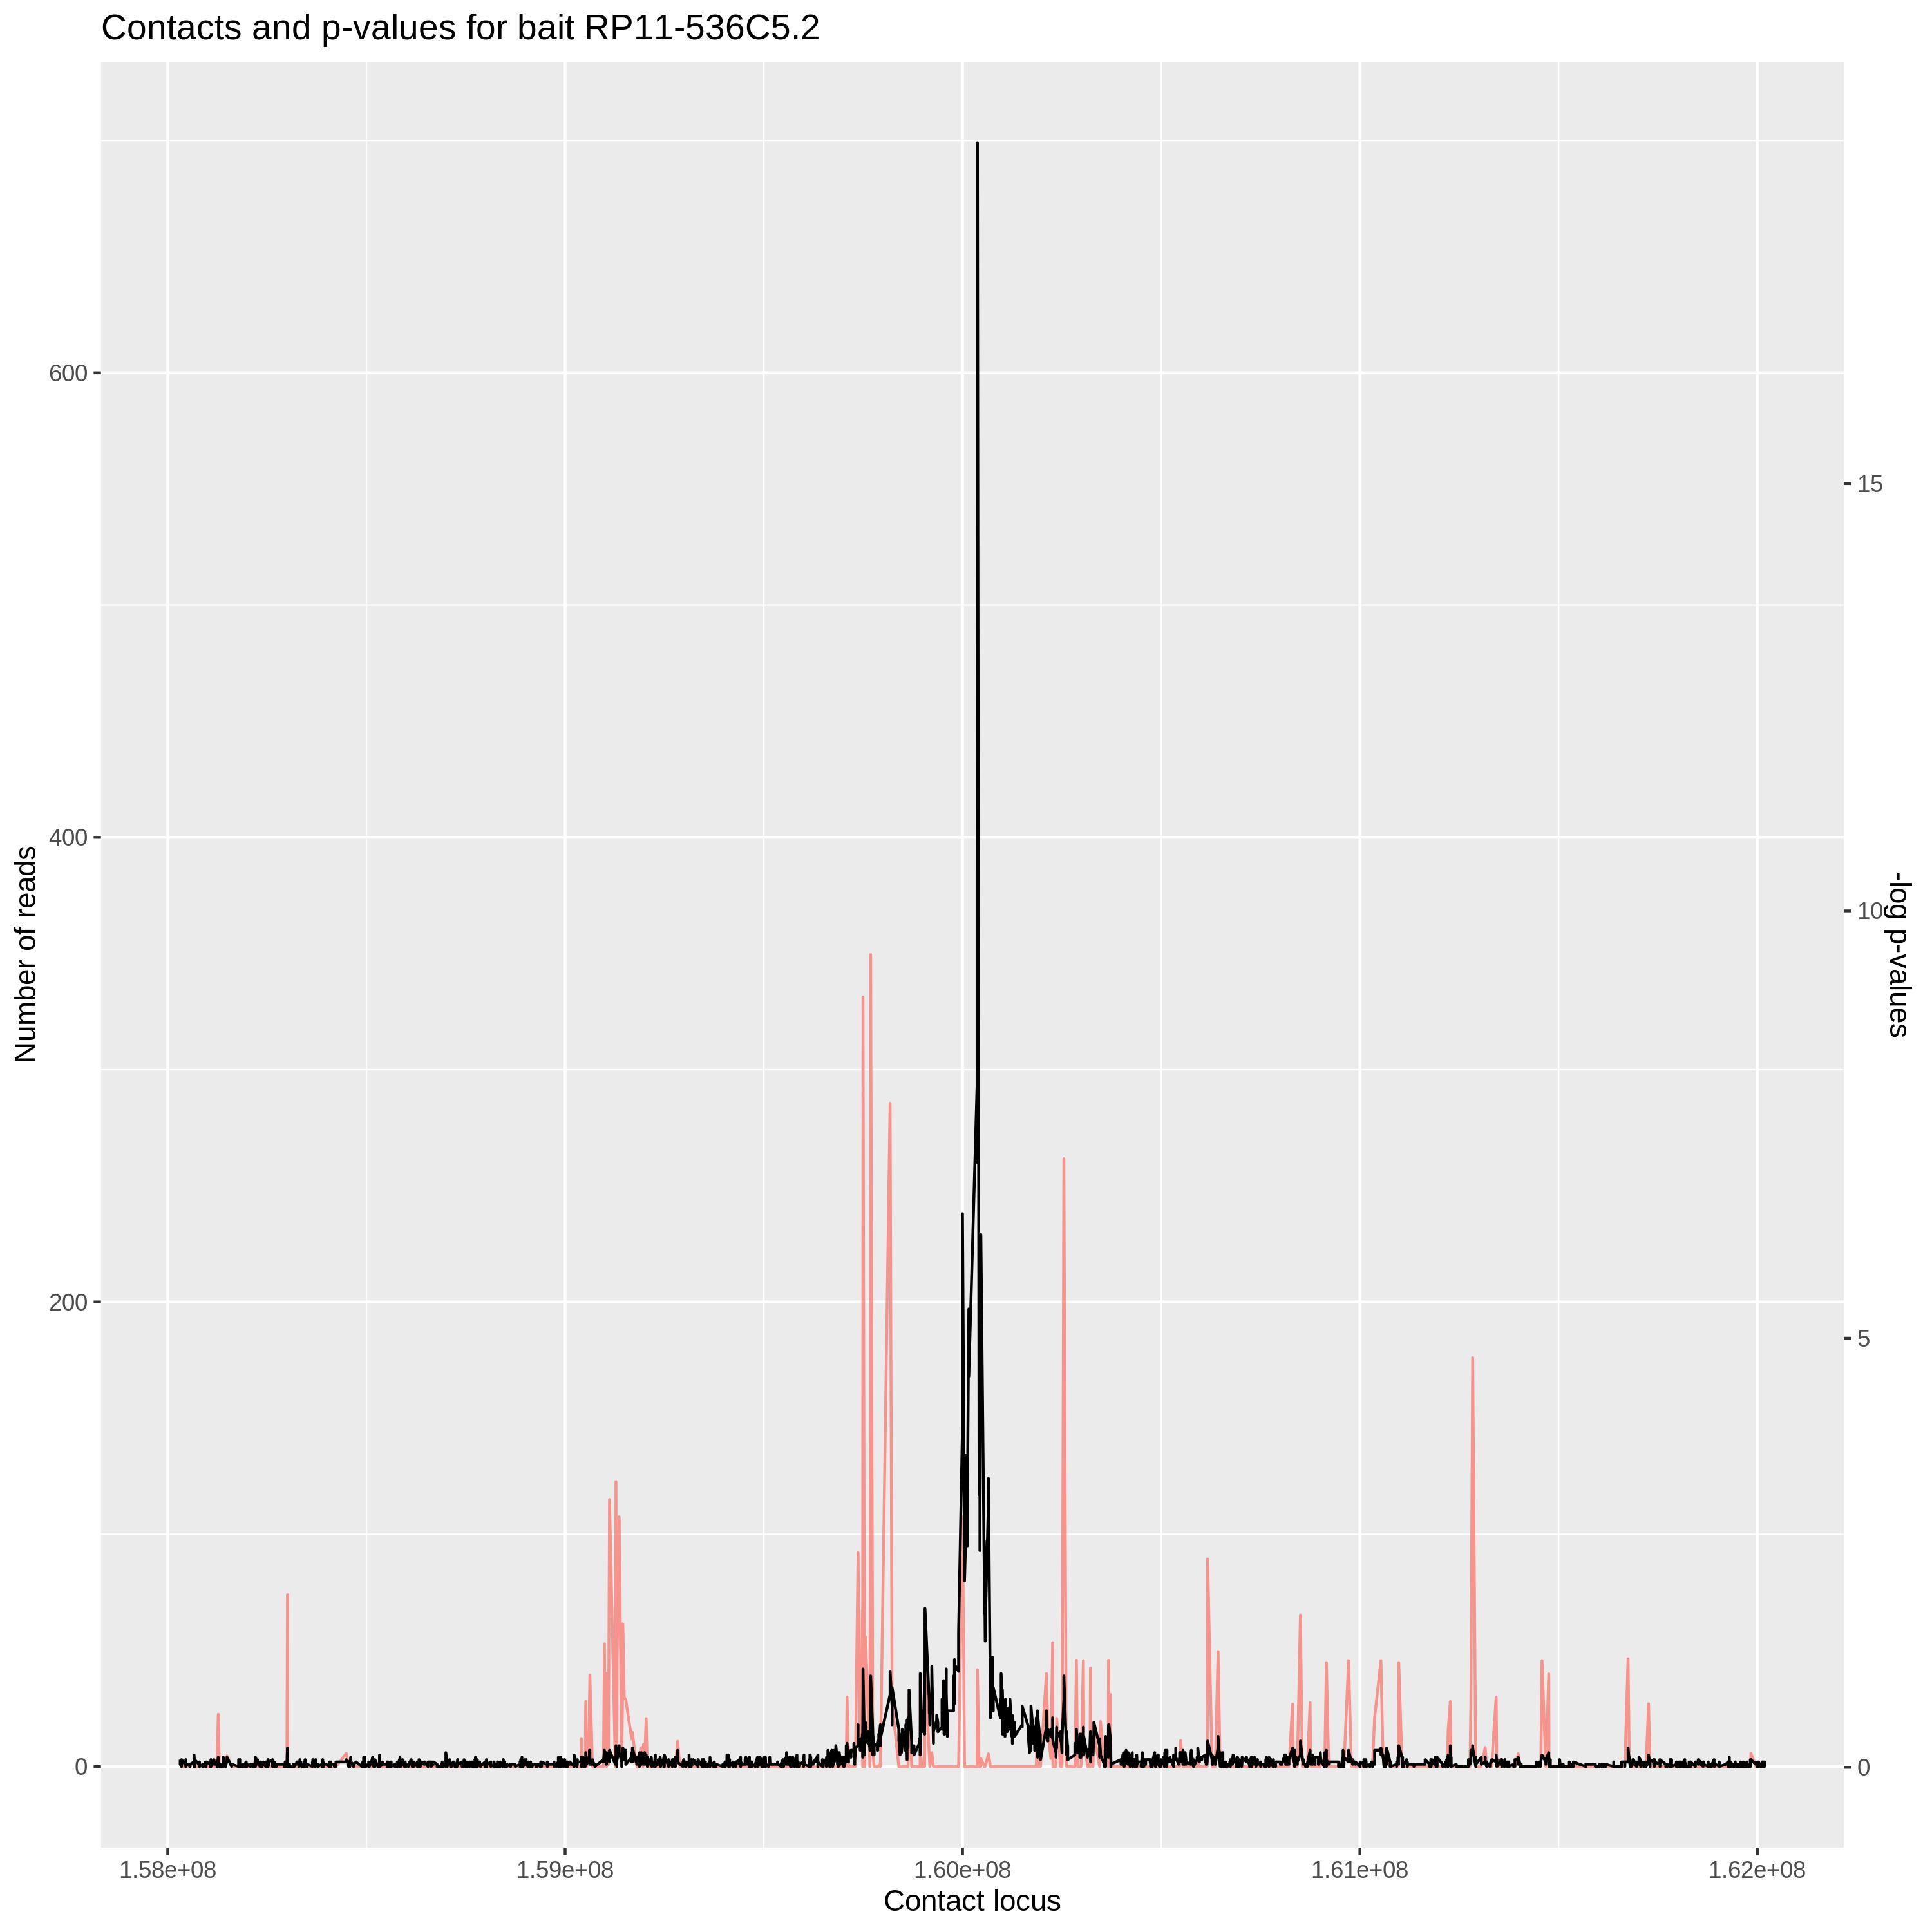 Contacts and p-values for bait RP11-536C5.2
Number of reads
600
400
200
0
15
10
5
0
-log p-values
1.58e+08 1.59e+08 1.60e+08 1.61e+08 1.62e+08
Contact locus